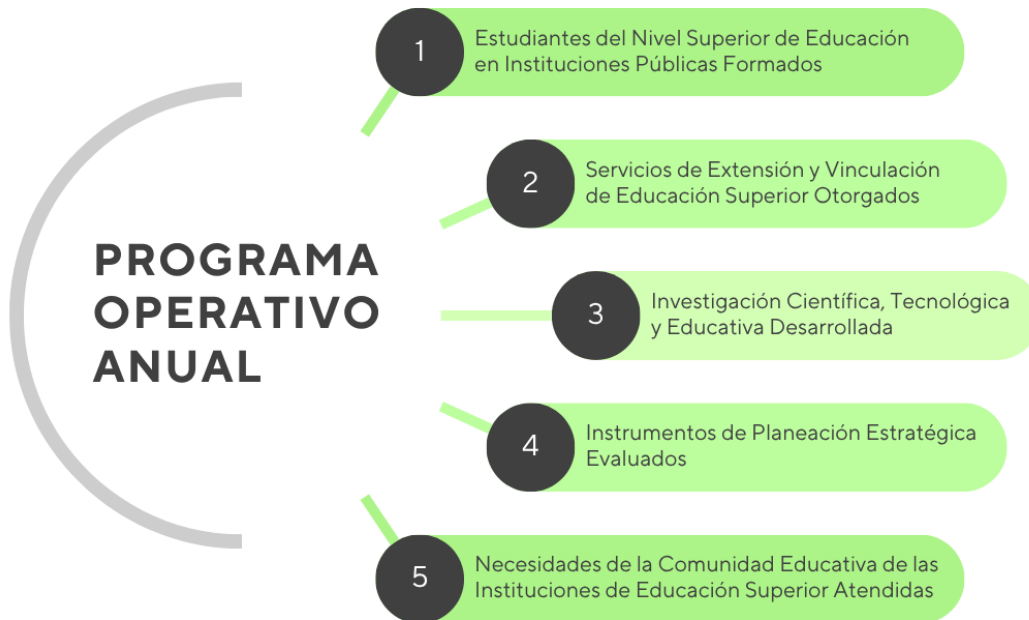 PROGRAMA
OPERATIVO
ANUAL
1
Estudiantes del Nivel Superior de Educación
en Instituciones Públicas Formados
2
Servicios de Extensión y Vinculación
de Educación Superior Otorgados
3
Investigación Científica, Tecnológica
y Educativa Desarrollada
4
Instrumentos de Planeación Estratégica
Evaluados
5
Necesidades de la Comunidad Educativa de las
Instituciones de Educación Superior Atendidas